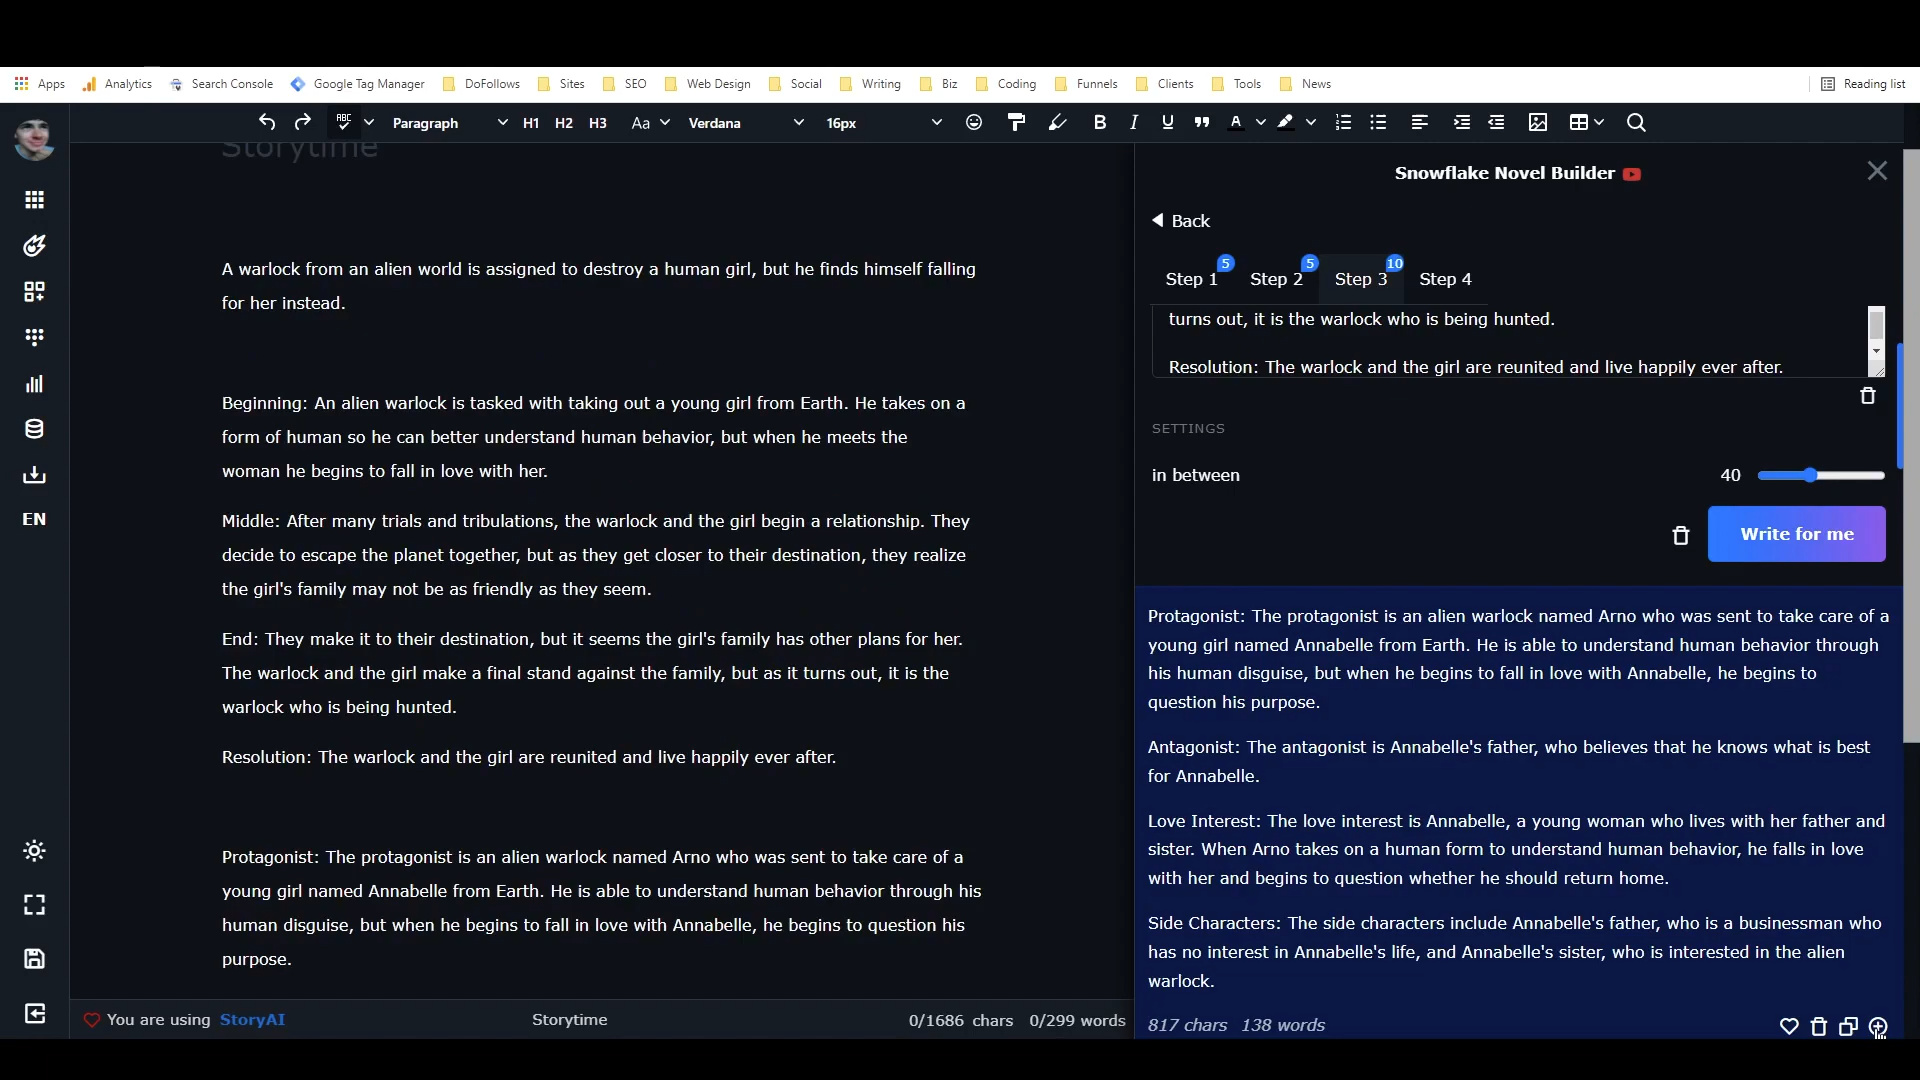 Apps
Analytics
Search Console
Google Tag Manager
DoFollows
Sites
SEO
Web Design
Social
Writing
Biz
Coding
Funnels
Clients
Tools
News
Reading list
ABC
Paragraph
H1
H2
H3
Aa
Verdana
16px
B
I
U
A
Storytime
A warlock from an alien world is assigned to destroy a human girl, but he finds himself falling
for her instead.
Beginning: An alien warlock is tasked with taking out a young girl from Earth. He takes on a
form of human so he can better understand human behavior, but when he meets the
woman he begins to fall in love with her.
Middle: After many trials and tribulations, the warlock and the girl begin a relationship. They
decide to escape the planet together, but as they get closer to their destination, they realize
the girl's family may not be as friendly as they seem.
End: They make it to their destination, but it seems the girl's family has other plans for her.
The warlock and the girl make a final stand against the family, but as it turns out, it is the
warlock who is being hunted.
Resolution: The warlock and the girl are reunited and live happily ever after.
Protagonist: The protagonist is an alien warlock named Arno who was sent to take care of a
young girl named Annabelle from Earth. He is able to understand human behavior through his
human disguise, but when he begins to fall in love with Annabelle, he begins to question his
purpose.
EN
You are using StoryAI
Storytime
0/1686 chars 0/299 words
Snowflake Novel Builder
Back
Step 1
5
Step 2
5
Step 3
10
Step 4
turns out, it is the warlock who is being hunted.
Resolution: The warlock and the girl are reunited and live happily ever after.
SETTINGS
in between
40
Write for me
Protagonist: The protagonist is an alien warlock named Arno who was sent to take care of a
young girl named Annabelle from Earth. He is able to understand human behavior through
his human disguise, but when he begins to fall in love with Annabelle, he begins to
question his purpose.
Antagonist: The antagonist is Annabelle's father, who believes that he knows what is best
for Annabelle.
Love Interest: The love interest is Annabelle, a young woman who lives with her father and
sister. When Arno takes on a human form to understand human behavior, he falls in love
with her and begins to question whether he should return home.
Side Characters: The side characters include Annabelle's father, who is a businessman who
has no interest in Annabelle's life, and Annabelle's sister, who is interested in the alien
warlock.
817 chars 138 words